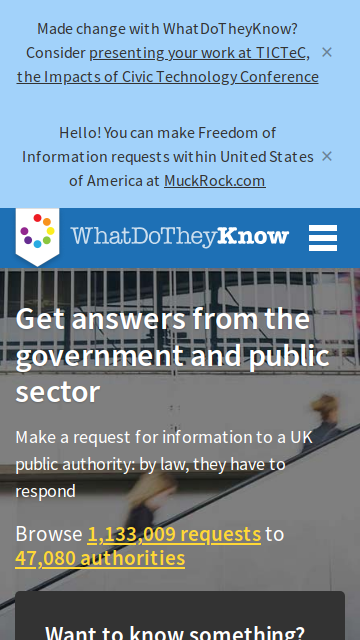 Made change with WhatDoTheyKnow?
Consider presenting your work at TICTeC,
the Impacts of Civic Technology Conference
×
Hello! You can make Freedom of
Information requests within United States
of America at MuckRock.com
×
WhatDoTheyKnow
Get answers from the
government and public
sector
Make a request for information to a UK
public authority: by law, they have to
respond
Browse 1,133,009 requests to
47,080 authorities
Want to know something?